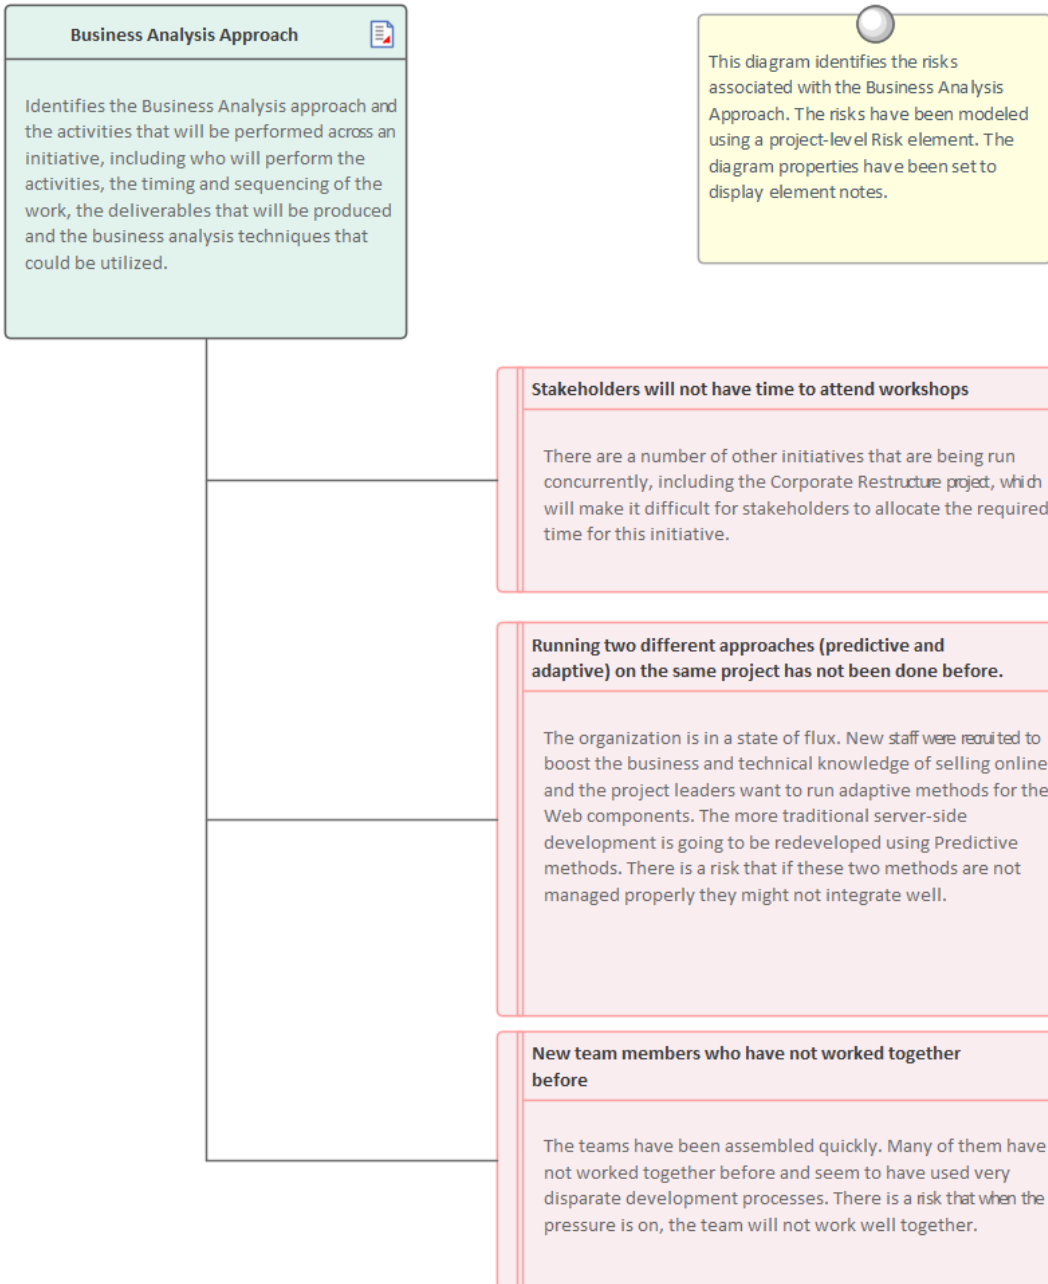 Business Analysis Approach
Identifies the Business Analysis approach and
the activities that will be performed across an
initiative, including who will perform the
activities, the timing and sequencing of the
work, the deliverables that will be produced
and the business analysis techniques that
could be utilized.
This diagram identifies the risks
associated with the Business Analysis
Approach. The risks have been modeled
using a project-level Risk element. The
diagram properties have been set to
display element notes.
Stakeholders will not have time to attend workshops
There are a number of other initiatives that are being run
concurrently, including the Corporate Restructure project, which
will make it difficult for stakeholders to allocate the required
time for this initiative.
Running two different approaches (predictive and
adaptive) on the same project has not been done before.
The organization is in a state of flux. New staff were recruited to
boost the business and technical knowledge of selling online
and the project leaders want to run adaptive methods for the
Web components. The more traditional server-side
development is going to be redeveloped using Predictive
methods. There is a risk that if these two methods are not
managed properly they might not integrate well.
New team members who have not worked together
before
The teams have been assembled quickly. Many of them have
not worked together before and seem to have used very
disparate development processes. There is a risk that when the
pressure is on, the team will not work well together.